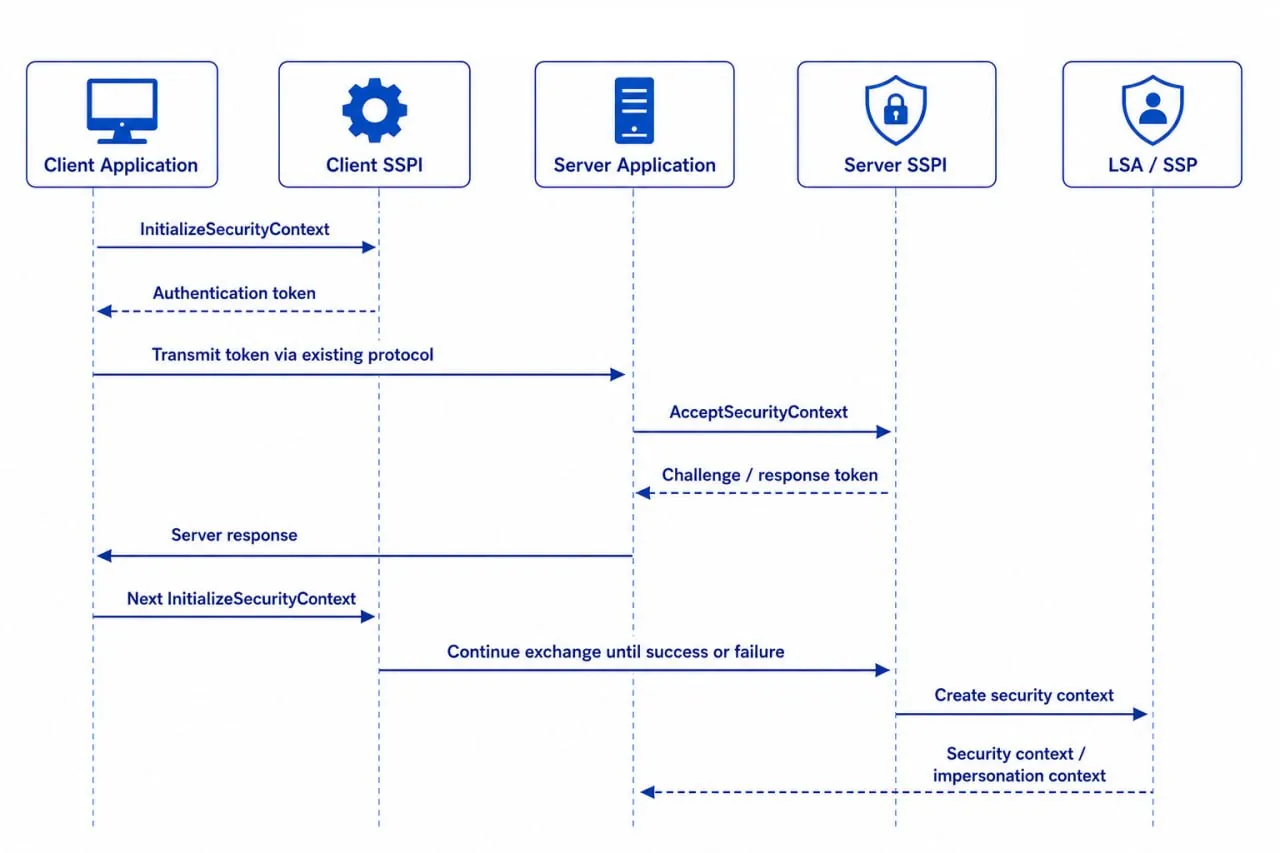 Client Application
Client SSPI
Server Application
Server SSPI
LSA / SSP
InitializeSecurityContext
Authentication token
Transmit token via existing protocol
AcceptSecurityContext
Challenge / response token
Server response
Next InitializeSecurityContext
Continue exchange until success or failure
Create security context
Security context /
impersonation context